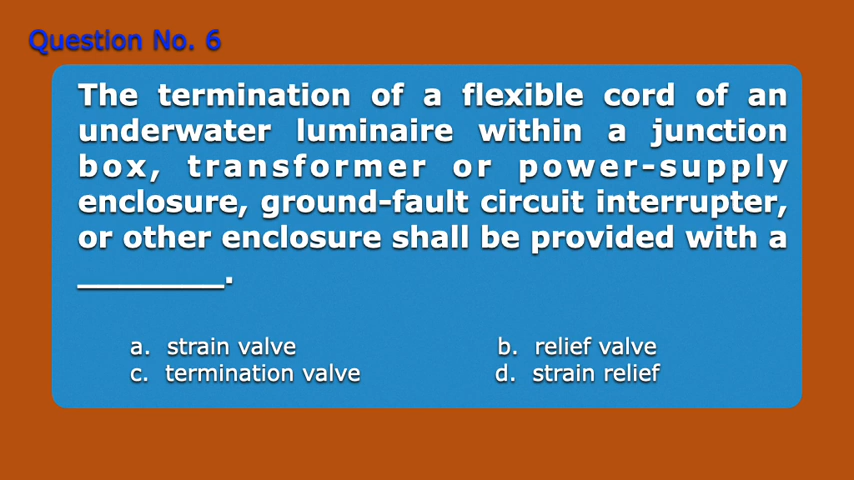 Question No. 6
The termination of a flexible cord of an
underwater luminaire within a junction
box, transformer or power-supply
enclosure, ground-fault circuit interrupter,
or other enclosure shall be provided with a
_________.
a. strain valve b. relief valve
c. termination valve d. strain relief